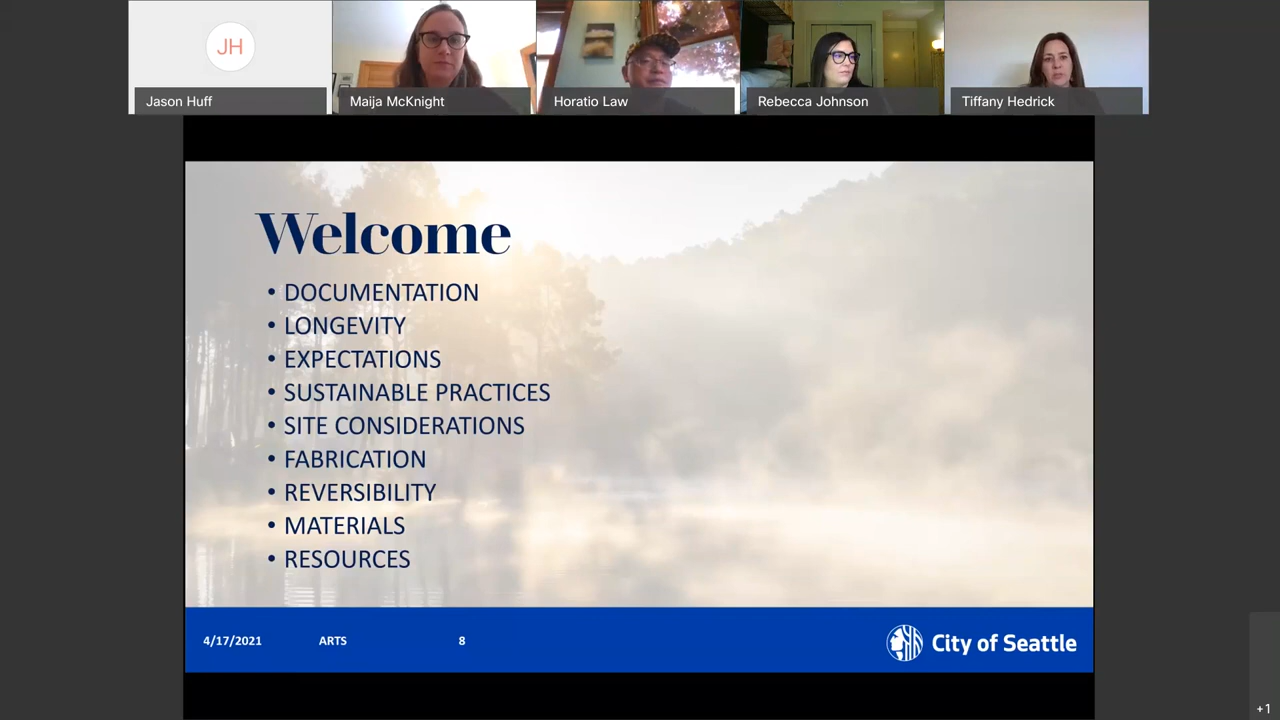 JH
Jason Huff
Maija McKnight
Horatio Law
Rebecca Johnson
Tiffany Hedrick
Welcome
• DOCUMENTATION
• LONGEVITY
• EXPECTATIONS
• SUSTAINABLE PRACTICES
• SITE CONSIDERATIONS
• FABRICATION
• REVERSIBILITY
• MATERIALS
• RESOURCES
4/17/2021 ARTS 8 City of Seattle
+1